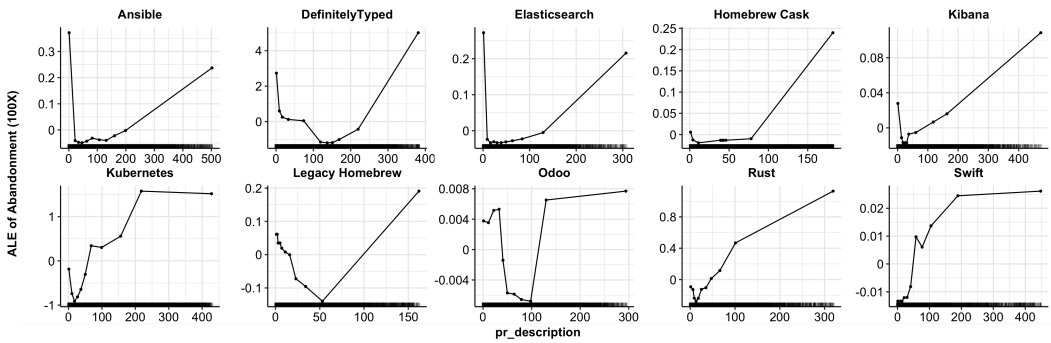 Ansible
DefinitelyTyped
Elasticsearch
Homebrew Cask
Kibana
0.3
0.2
0.1
0
0 100 200 300 400 500
4
2
0
0 100 200 300 400
0.2
0.1
0
0 100 200 300
0.25
0.20
0.15
0.10
0.05
0
0 50 100 150
0.08
0.04
0
0 100 200 300 400
ALE of Abandonment (100X)
Kubernetes
Legacy Homebrew
Odoo
Rust
Swift
1
0
-1
0 100 200 300 400
0.2
0.1
0
-0.1
0 50 100 150
0.008
0.004
0
-0.004
0 100 200 300
0.8
0.4
0
0 100 200 300
0.02
0.01
0
-0.01
0 100 200 300 400
pr_description